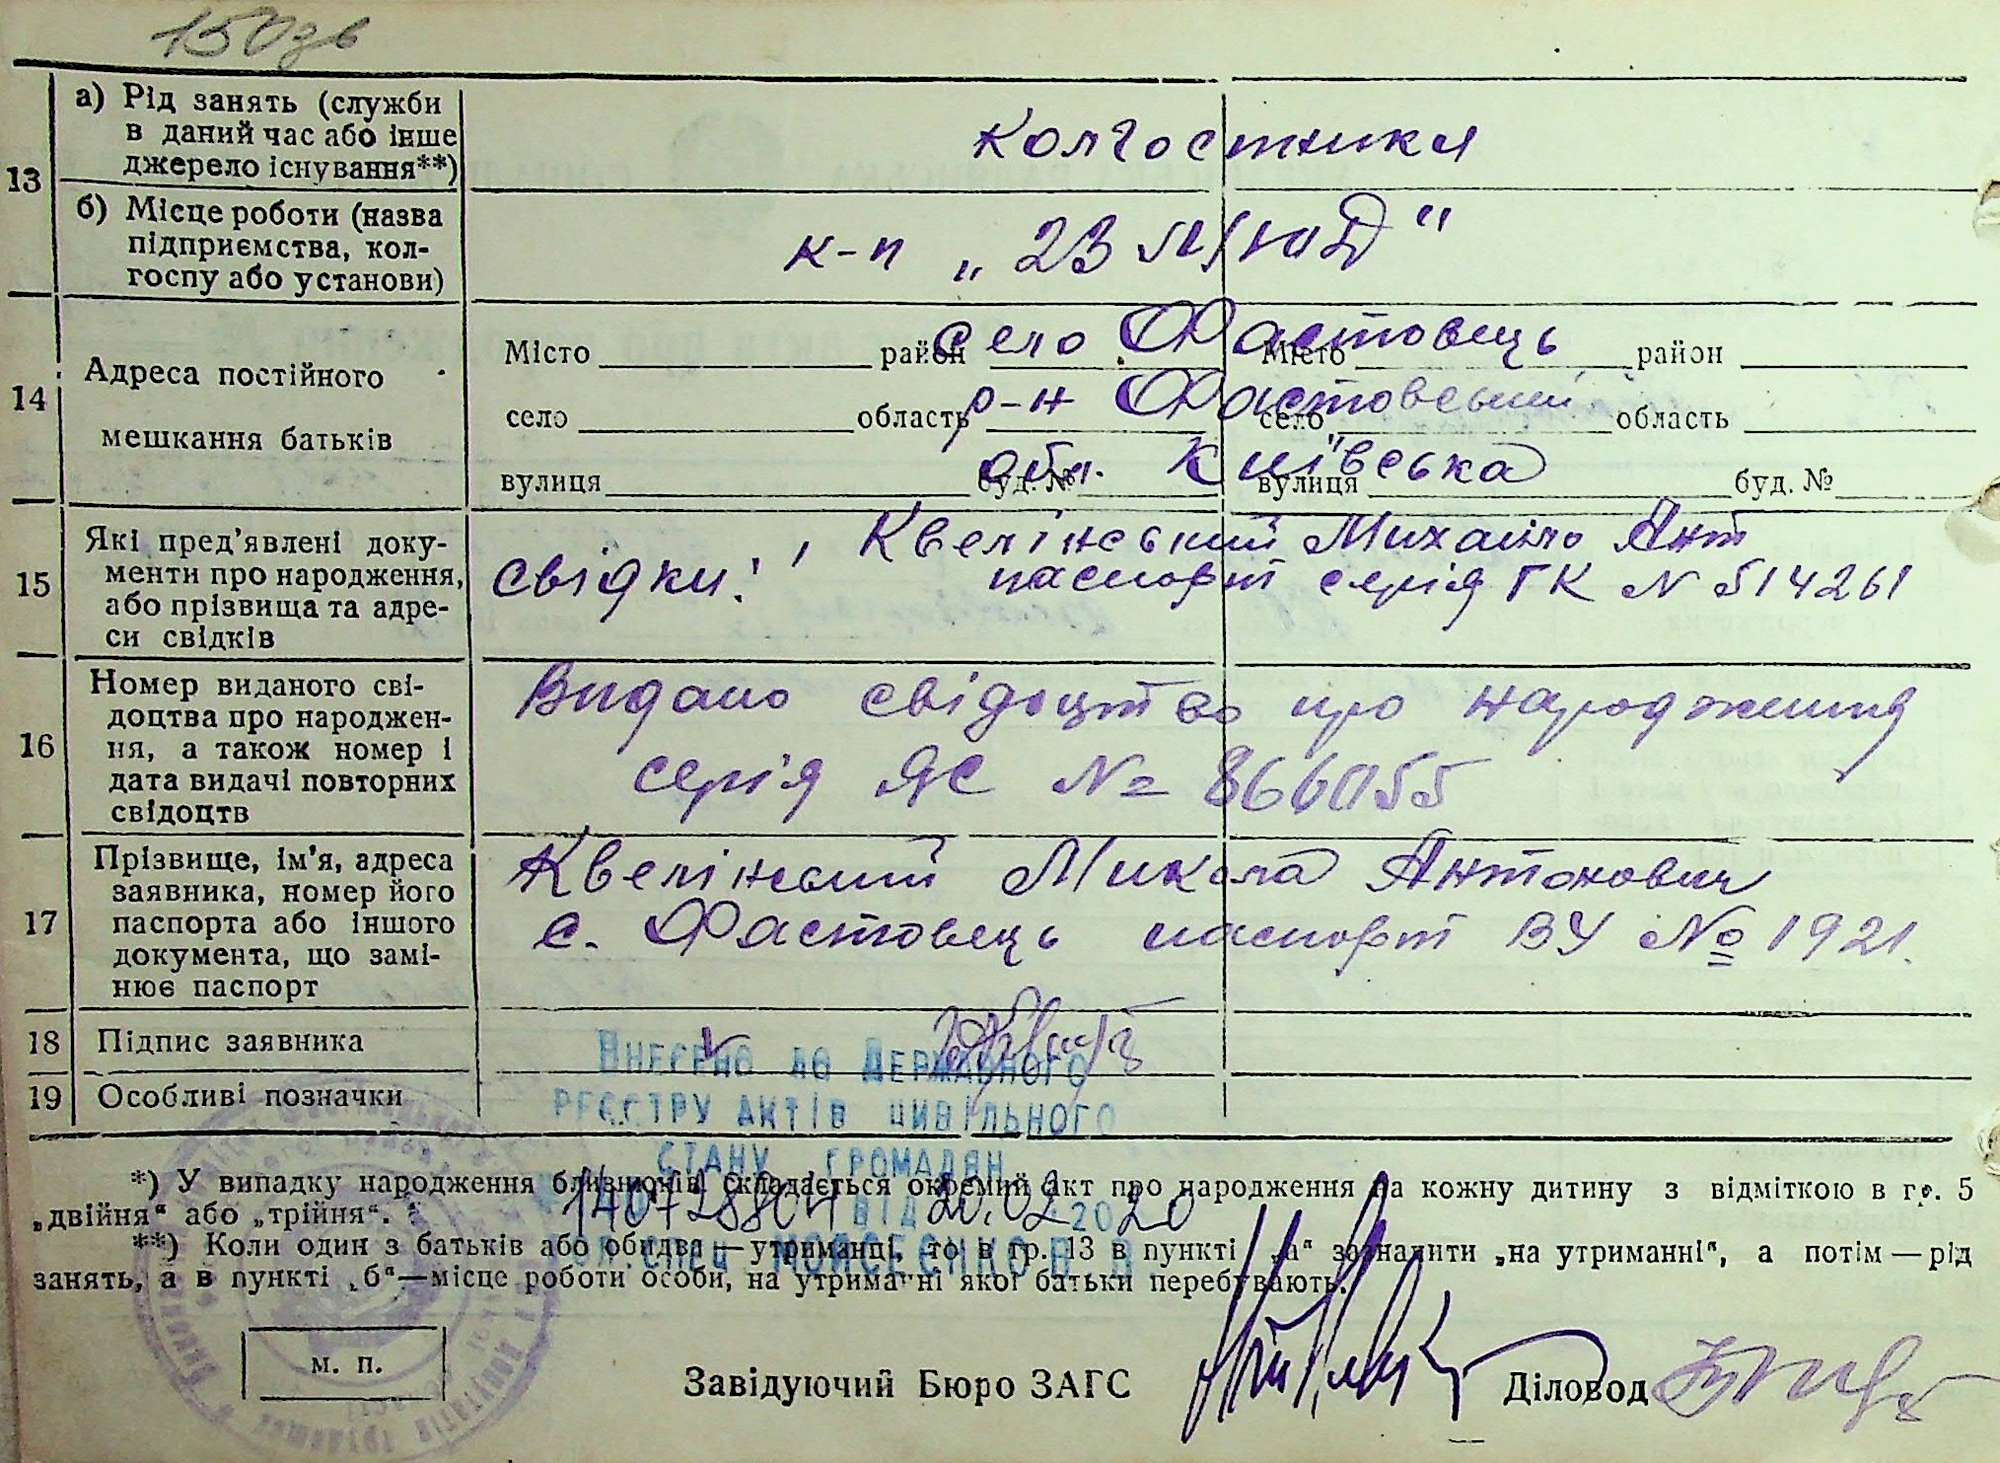 150зв
13 а) Рід занять (служби
в даний час або інше
джерело існування**)
колгоспники
б) Місце роботи (назва
підприємства, кол-
госпу або установи)
к-п „23 МЮД"
14 Адреса постійного
мешкання батьків
Місто район Місто район
село Фастовець
село область село область
р-н Фастовський
вулиця буд. № вулиця буд. №
обл. Київська
15 Які пред'явлені доку-
менти про народження,
або прізвища та адре-
си свідків
Квелінський Михайло Ант
свідки: паспорт серія ГК N 514261
16 Номер виданого сві-
доцтва про народжен-
ня, а також номер і
дата видачі повторних
свідоцтв
Видано свідоцтво про народження
серія ЯС № 866055
17 Прізвище, ім'я, адреса
заявника, номер його
паспорта або іншого
документа, що замі-
нює паспорт
Квелінський Микола Антонович
с. Фастовець паспорт ВУ № 1921.
18 Підпис заявника
V
19 Особливі позначки
Внесено до Державного
реєстру актів цивільного
стану громадян
№ 140728804 від 20.02 2020
спец Мойсеєнко В А
*) У випадку народження близнюків складається окремий акт про народження на кожну дитину з відміткою в гр. 5
„двійня" або „трійня".
**) Коли один з батьків або обидва — утриманці, то в гр. 13 в пункті „а" зазначити „на утриманні", а потім — рід
занять, а в пункті „б"—місце роботи особи, на утриманні якої батьки перебувають.
м. п.
Завідуючий Бюро ЗАГС Діловод